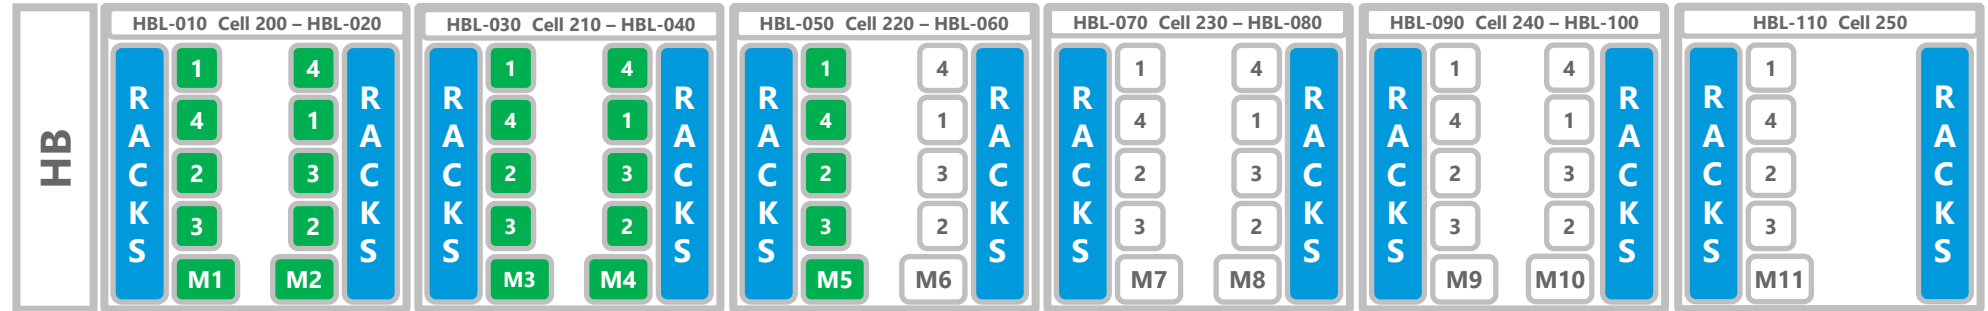 HB
HBL-010 Cell 200 – HBL-020
RACKS
1
4
2
3
M1
4
1
3
2
M2
RACKS
HBL-030 Cell 210 – HBL-040
RACKS
1
4
2
3
M3
4
1
3
2
M4
RACKS
HBL-050 Cell 220 – HBL-060
RACKS
1
4
2
3
M5
4
1
3
2
M6
RACKS
HBL-070 Cell 230 – HBL-080
RACKS
1
4
2
3
M7
4
1
3
2
M8
RACKS
HBL-090 Cell 240 – HBL-100
RACKS
1
4
2
3
M9
4
1
3
2
M10
RACKS
HBL-110 Cell 250
RACKS
1
4
2
3
M11
RACKS